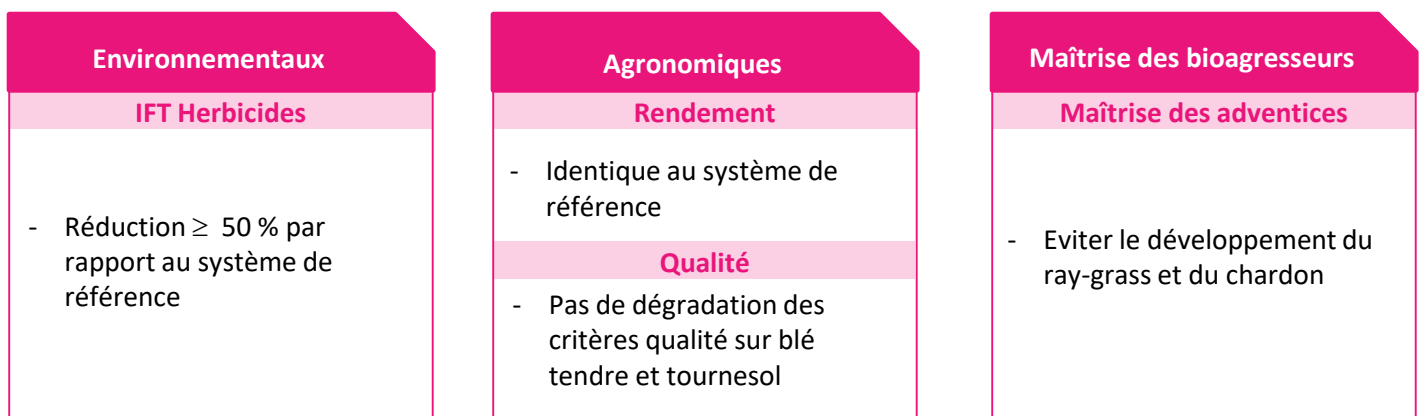 Environnementaux
IFT Herbicides
- Réduction ≥ 50 % par
rapport au système de
référence
Agronomiques
Rendement
- Identique au système de
référence
Qualité
- Pas de dégradation des
critères qualité sur blé
tendre et tournesol
Maîtrise des bioagresseurs
Maîtrise des adventices
- Eviter le développement du
ray-grass et du chardon